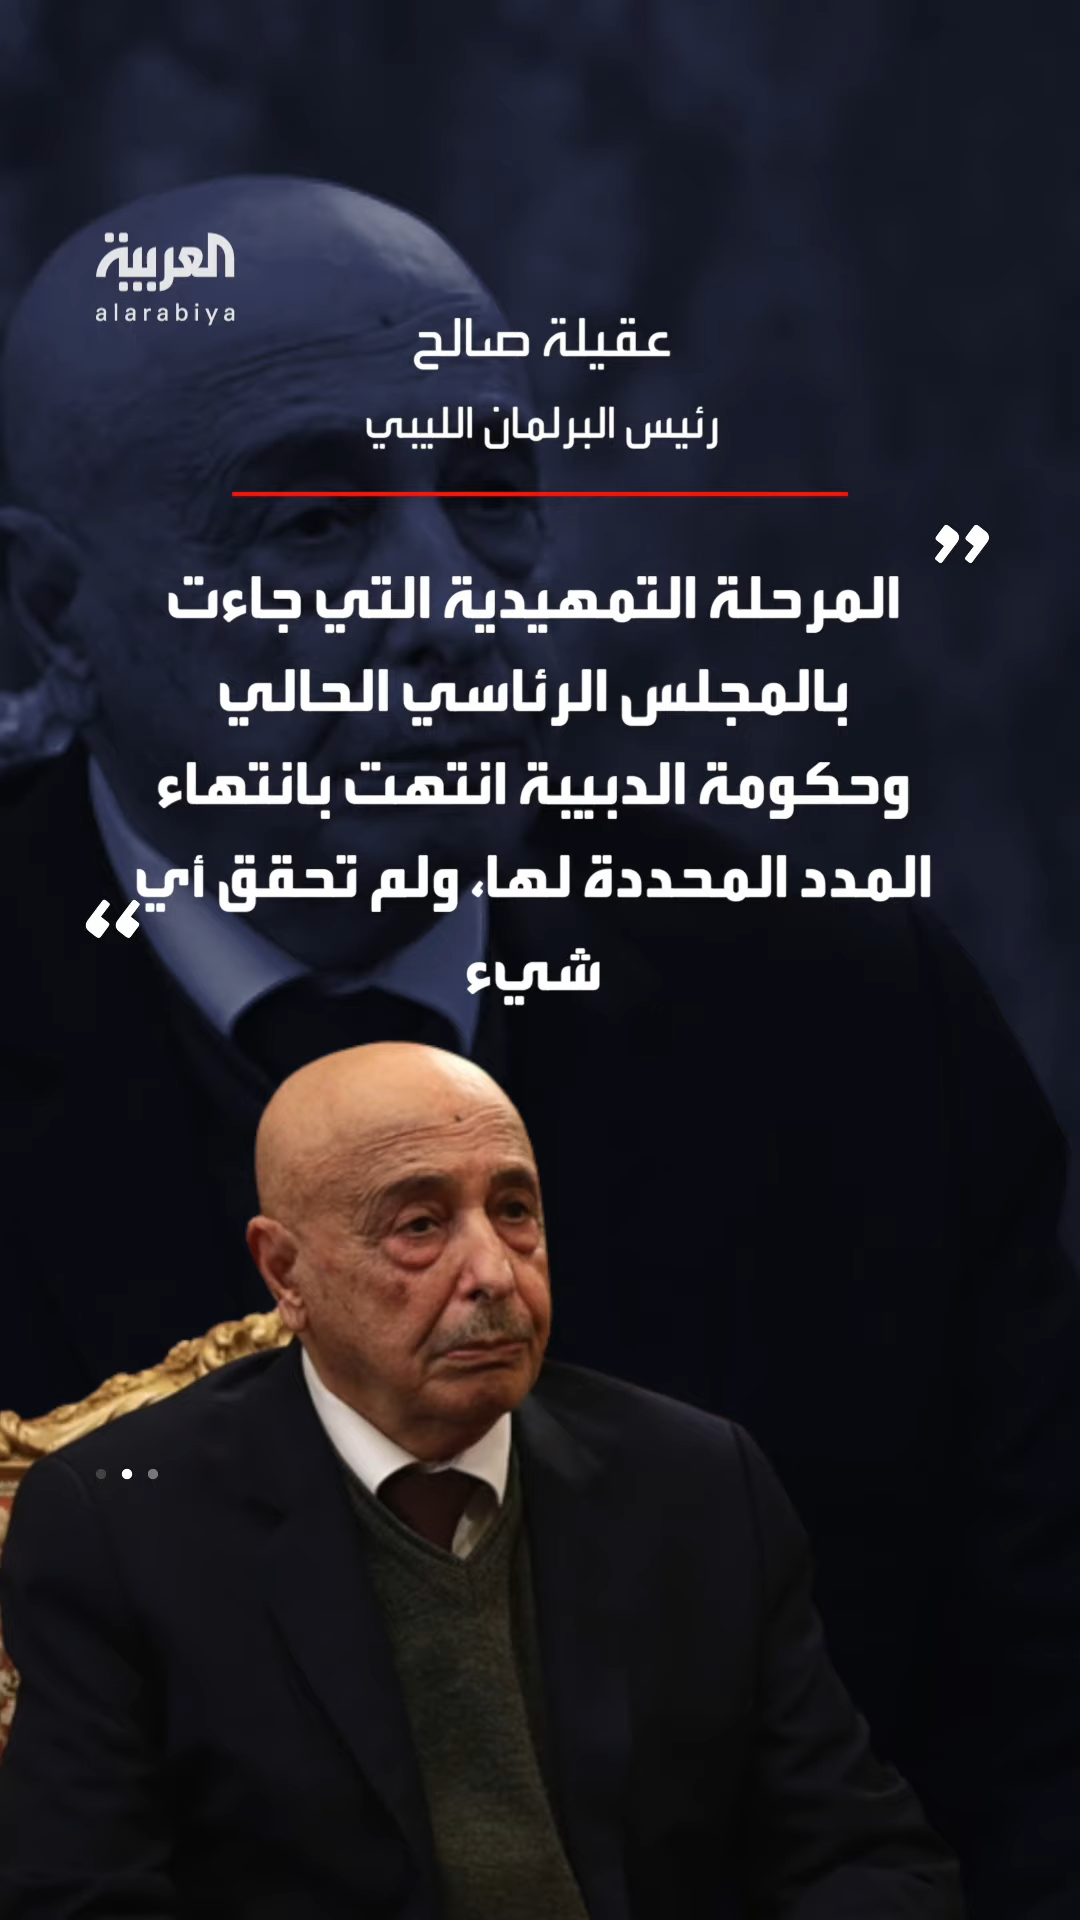 العربية
alarabiya
عقيلة صالح
رئيس البرلمان الليبي
”
المرحلة التمهيدية التي جاءت
بالمجلس الرئاسي الحالي
وحكومة الدبيبة انتهت بانتهاء
المدد المحددة لها، ولم تحقق أي
شيء
“